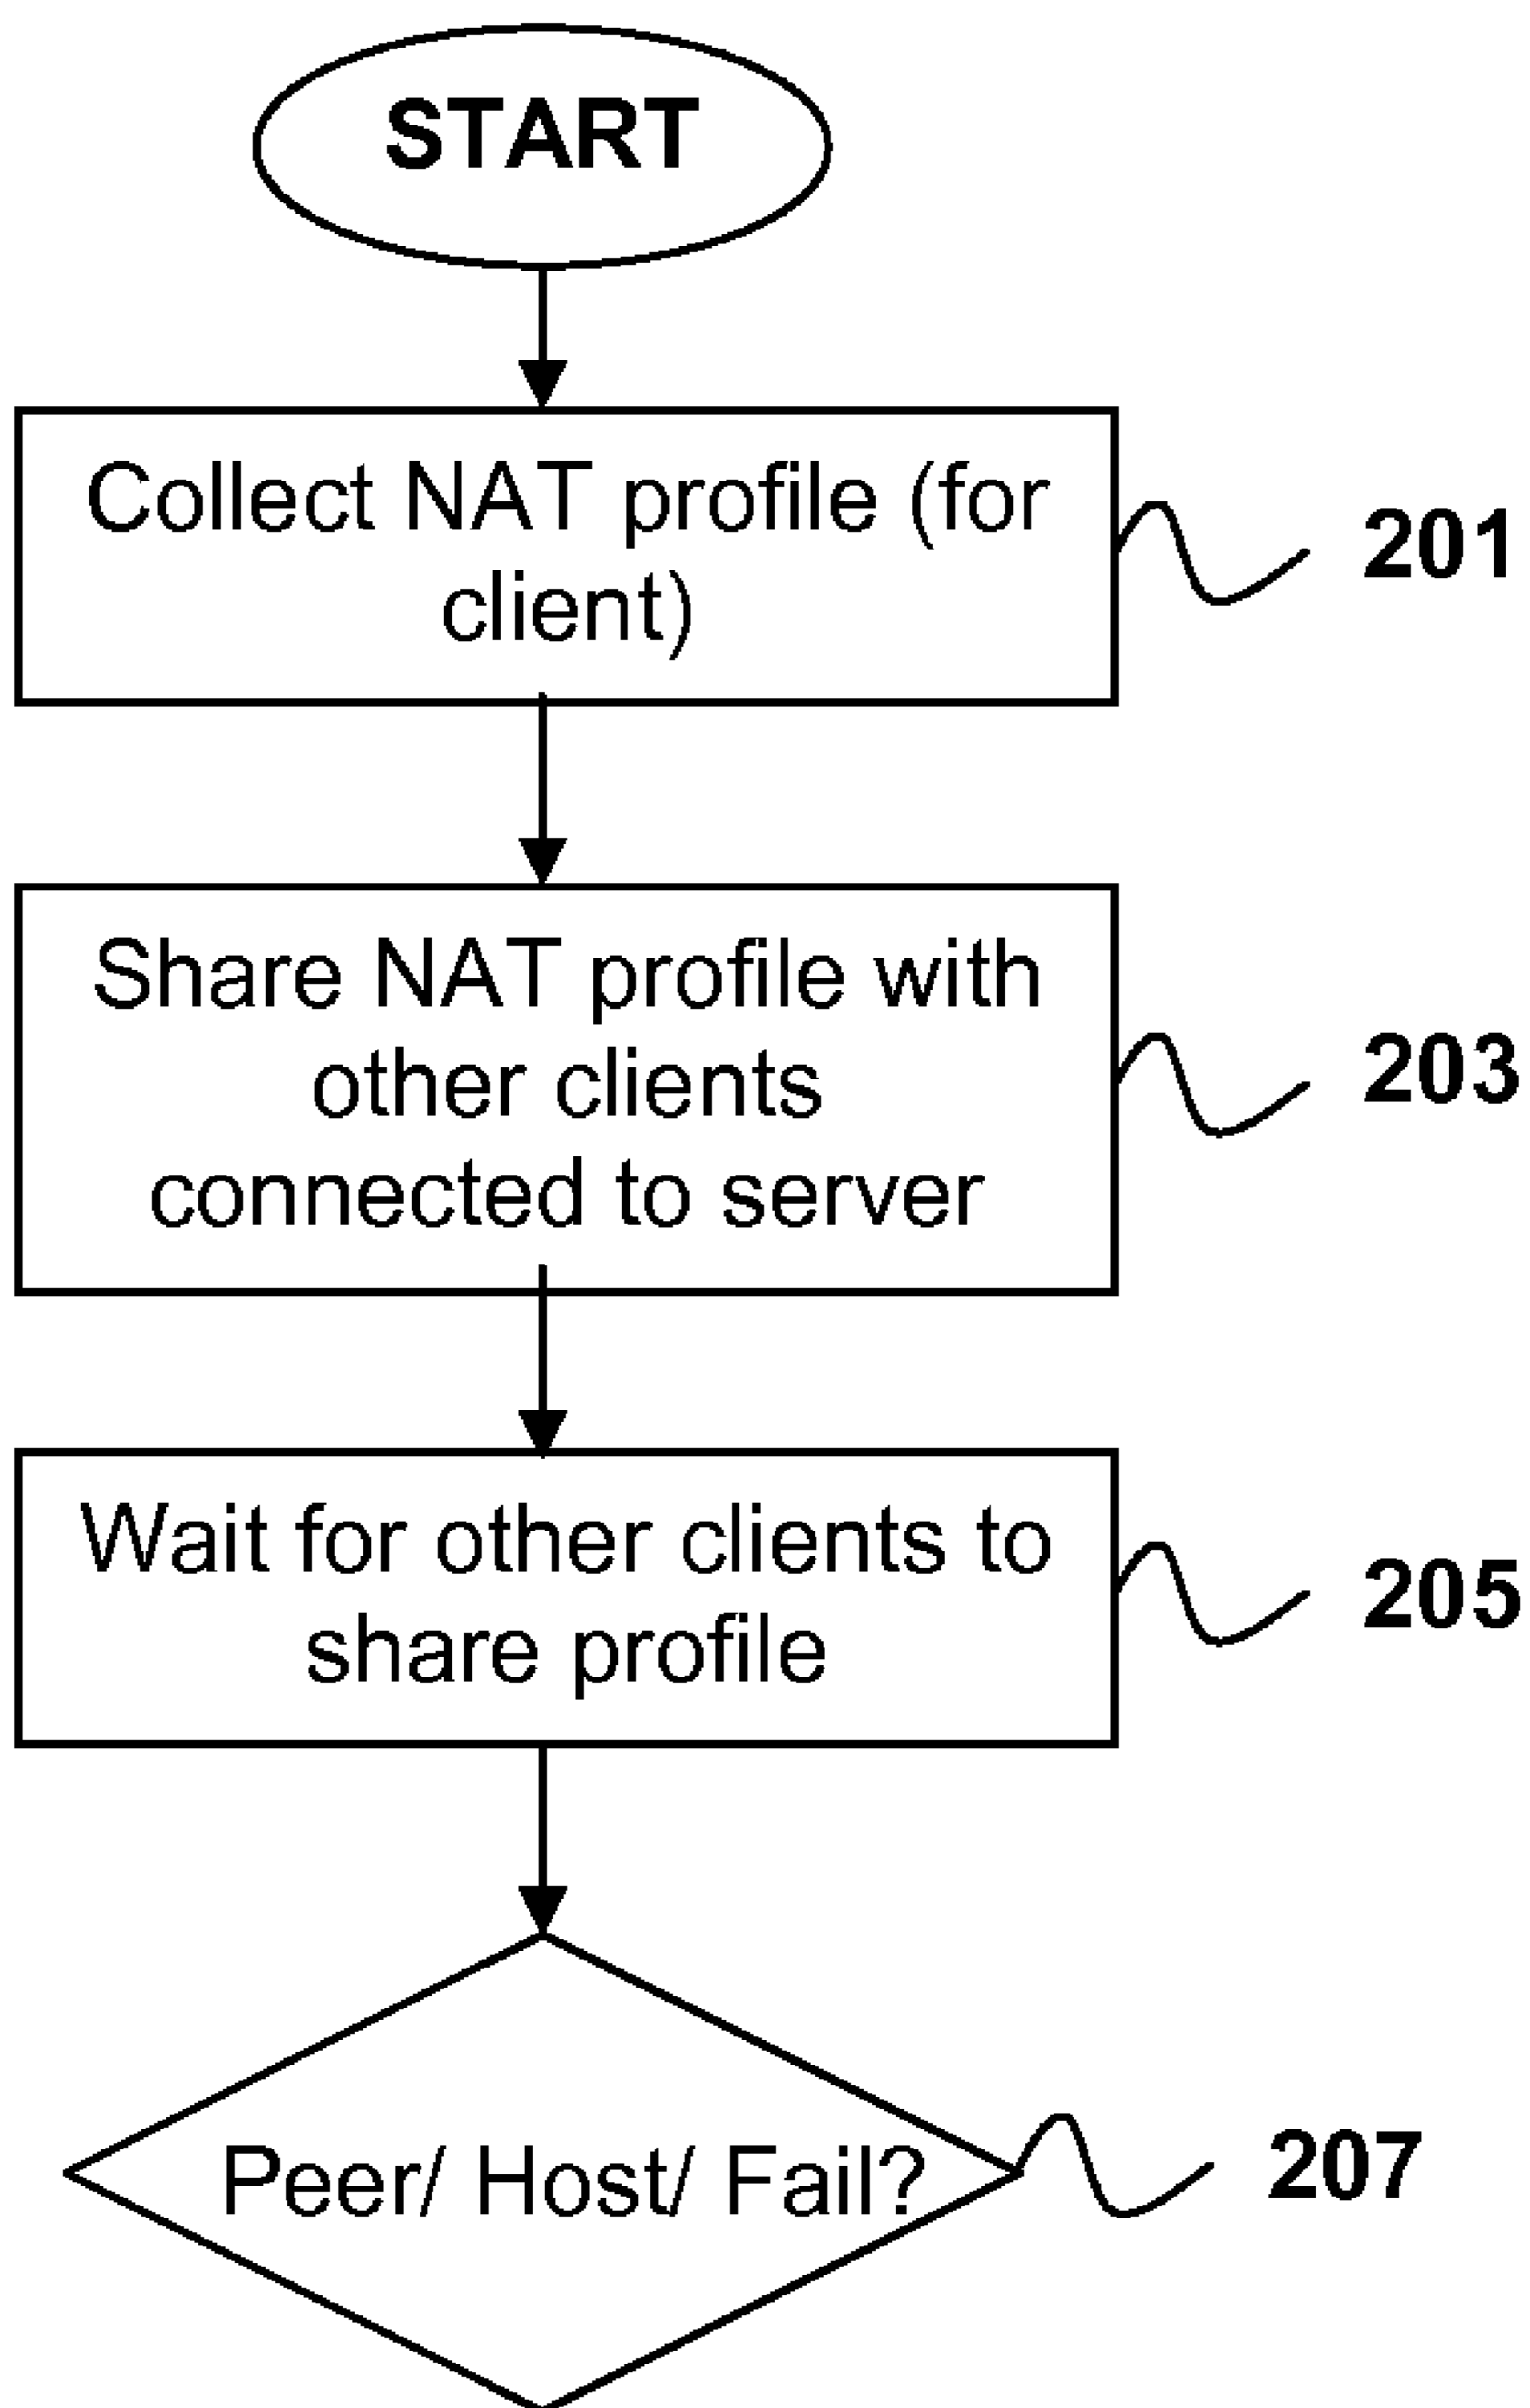 START
Collect NAT profile (for
client)
201
Share NAT profile with
other clients
connected to server
203
Wait for other clients to
share profile
205
Peer/ Host/ Fail?
207